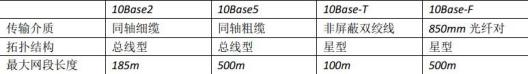 10Base2 10Base5 10Base-T 10Base-F
传输介质 同轴细缆 同轴粗缆 非屏蔽双绞线 850mm 光纤对
拓扑结构 总线型 总线型 星型 星型
最大网段长度 185m 500m 100m 500m